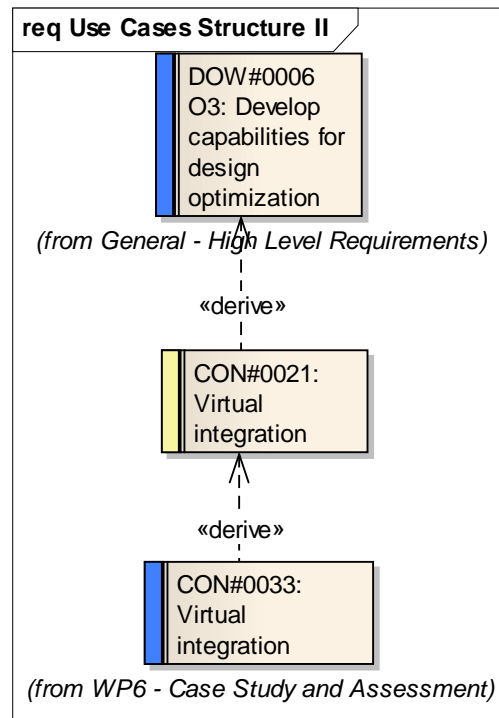 req Use Cases Structure II
DOW#0006
O3: Develop
capabilities for
design
optimization
(from General - High Level Requirements)
«derive»
CON#0021:
Virtual
integration
«derive»
CON#0033:
Virtual
integration
(from WP6 - Case Study and Assessment)